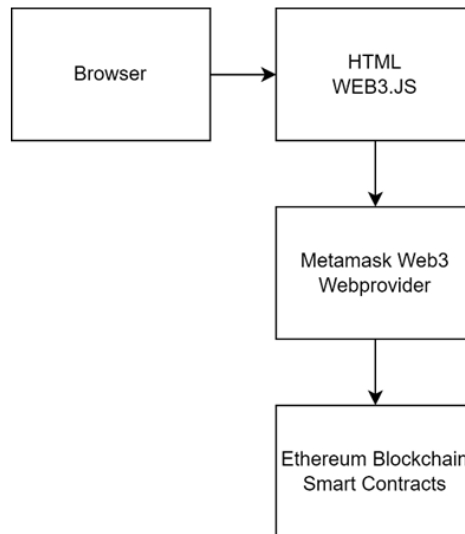 Browser
HTML
WEB3.JS
Metamask Web3
Webprovider
Ethereum Blockchain
Smart Contracts